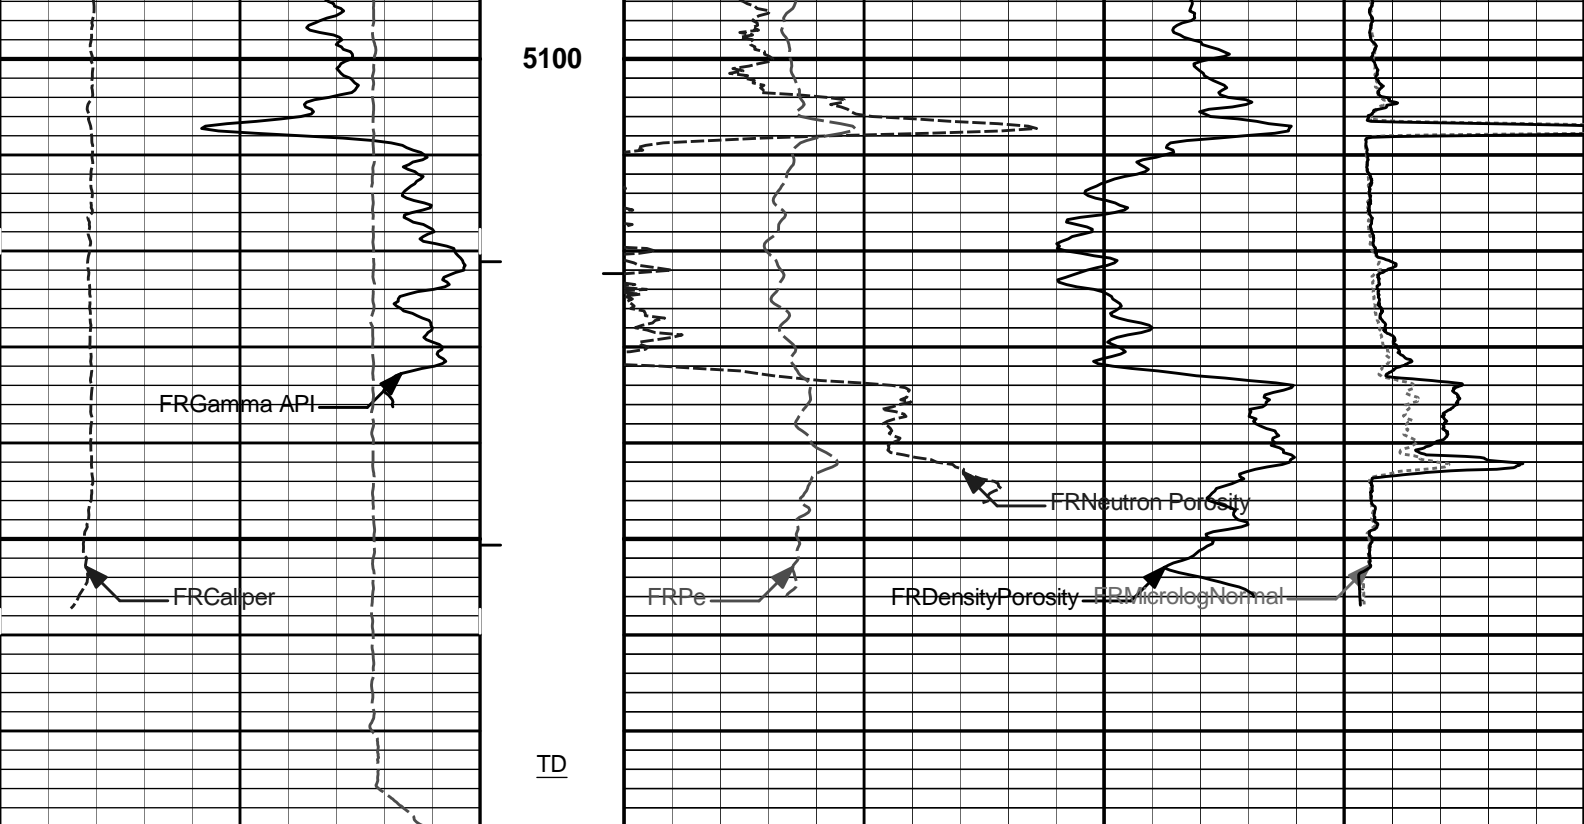 5100
FRGamma API
FRNeutron Porosity
FRCaliper
FRPe
FRDensityPorosity
FRMicrologNormal
TD